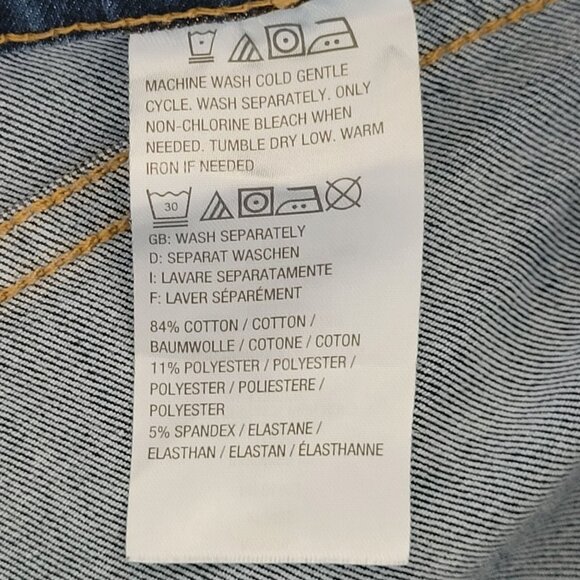 MACHINE WASH COLD GENTLE
CYCLE. WASH SEPARATELY. ONLY
NON-CHLORINE BLEACH WHEN
NEEDED. TUMBLE DRY LOW. WARM
IRON IF NEEDED
30
GB: WASH SEPARATELY
D: SEPARAT WASCHEN
I: LAVARE SEPARATAMENTE
F: LAVER SÉPARÉMENT
84% COTTON / COTTON /
BAUMWOLLE / COTONE / COTON
11% POLYESTER / POLYESTER /
POLYESTER / POLIESTERE /
POLYESTER
5% SPANDEX / ELASTANE /
ELASTHAN / ELASTAN / ÉLASTHANNE